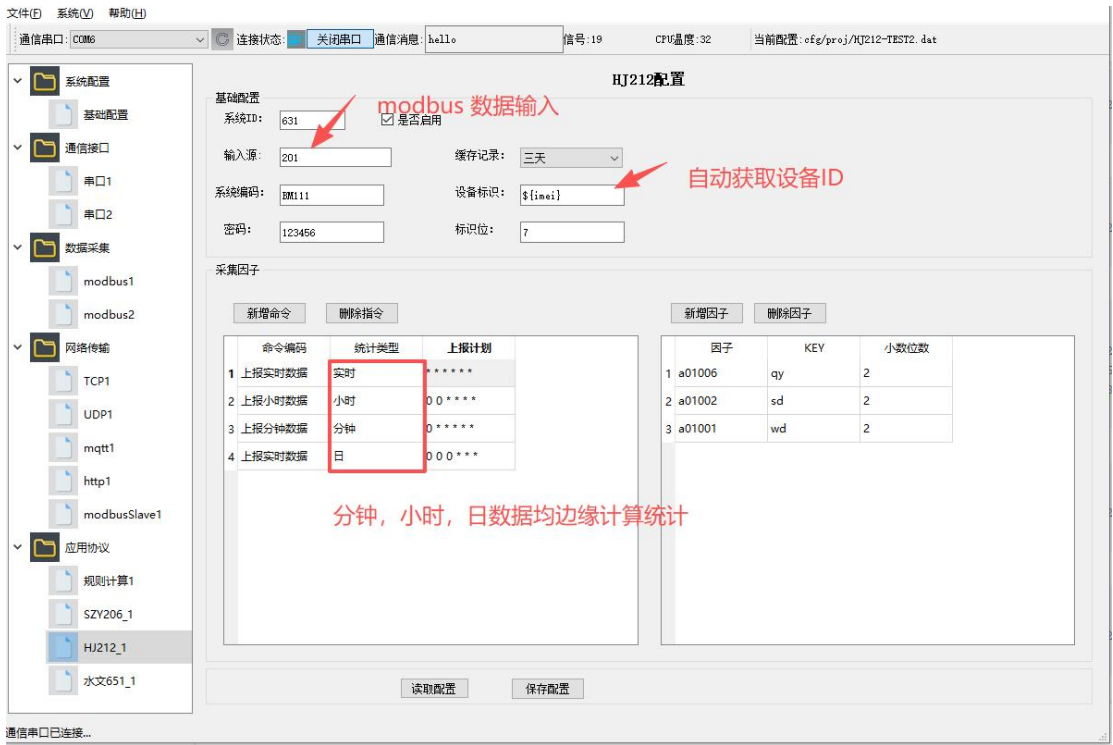 文件(F) 系统(V) 帮助(H)
通信串口: COM6 连接状态: 关闭串口 通信消息: hello 信号:19 CPU温度:32 当前配置:cfg/proj/HJ212-TEST2.dat
系统配置
基础配置
通信接口
串口1
串口2
数据采集
modbus1
modbus2
网络传输
TCP1
UDP1
mqtt1
http1
modbusSlave1
应用协议
规则计算1
SZY206_1
HJ212_1
水文651_1
HJ212配置
基础配置
modbus 数据输入
系统ID: 631 是否启用
输入源: 201 缓存记录: 三天
自动获取设备ID
系统编码: BM111 设备标识: ${imei}
密码: 123456 标识位: 7
采集因子
新增命令 删除指令 新增因子 删除因子
命令编码 统计类型 上报计划
1 上报实时数据 实时 * * * * * *
2 上报小时数据 小时 0 0 * * * *
3 上报分钟数据 分钟 0 * * * * *
4 上报实时数据 日 0 0 0 * * *
因子 KEY 小数位数
1 a01006 qy 2
2 a01002 sd 2
3 a01001 wd 2
分钟，小时，日数据均边缘计算统计
读取配置 保存配置
通信串口已连接...